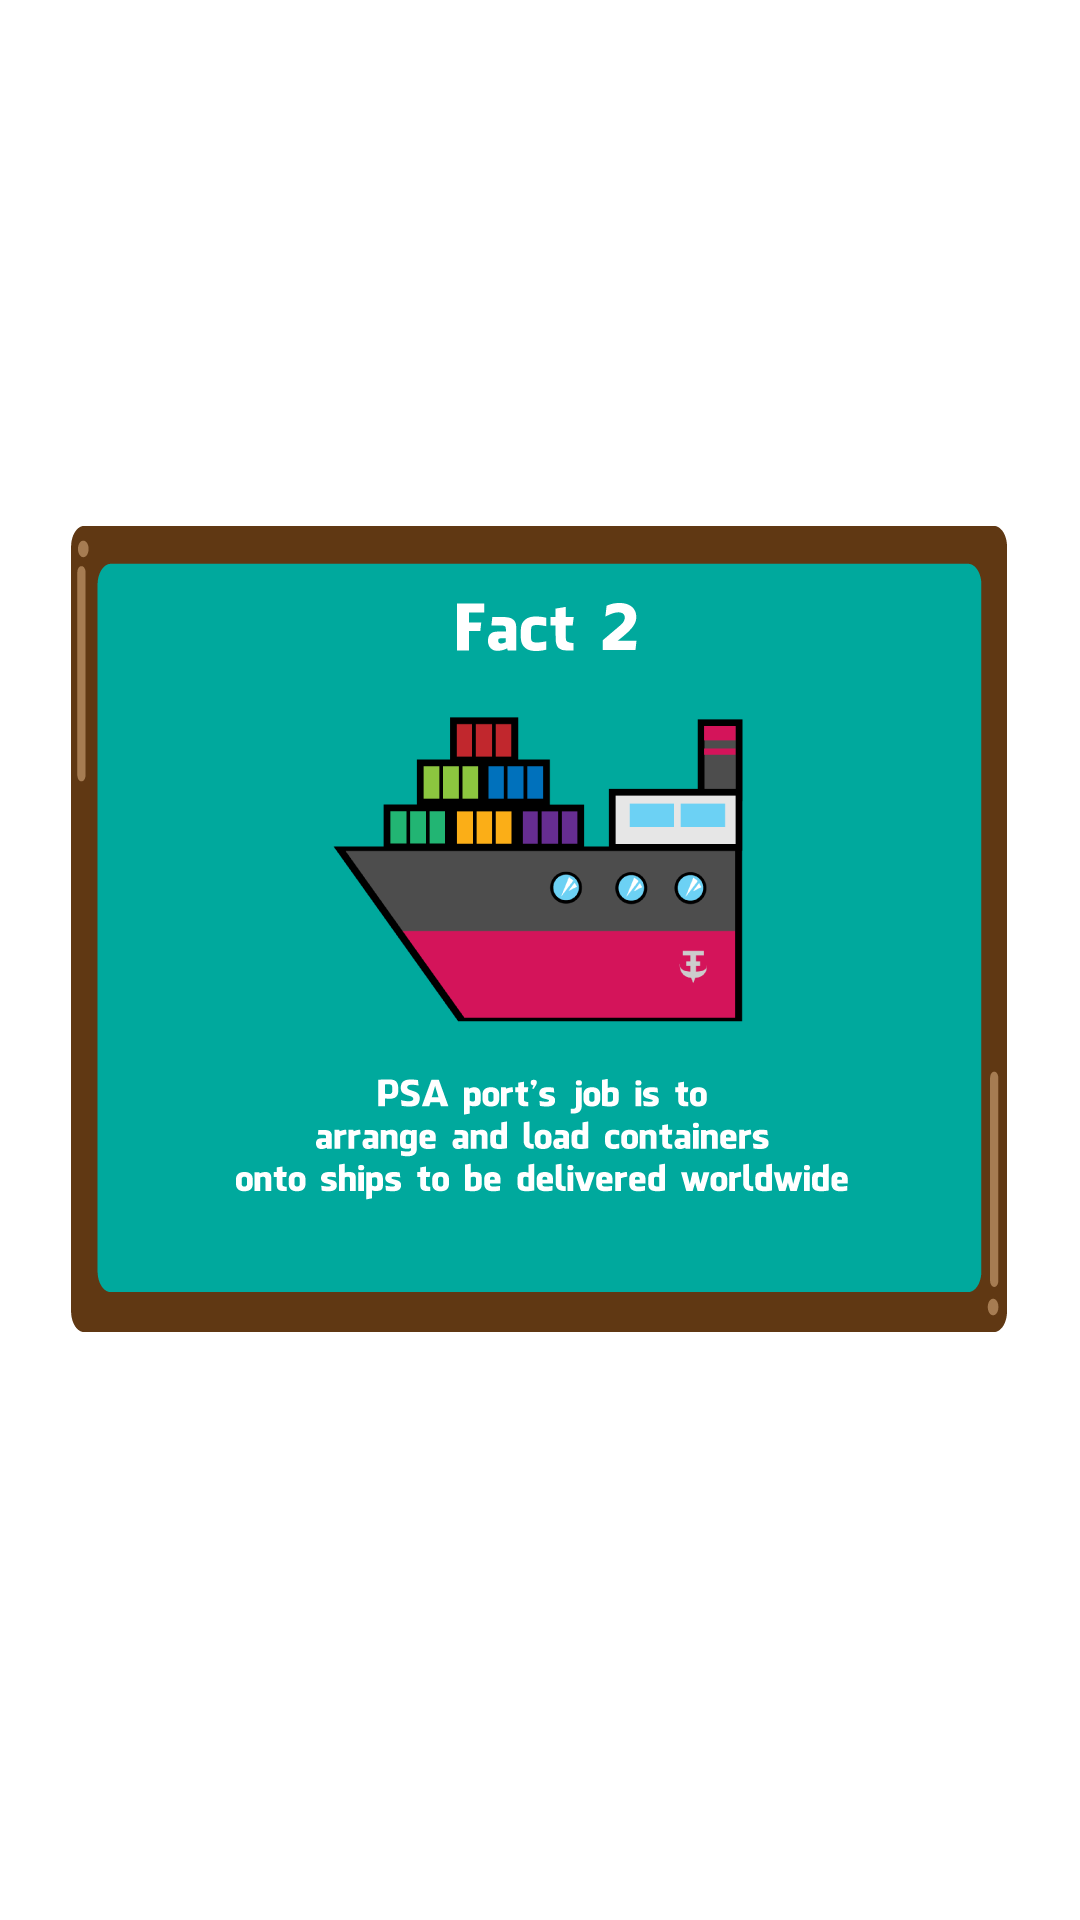 Fact 2
PSA port’s job is to
arrange and load containers
onto ships to be delivered worldwide